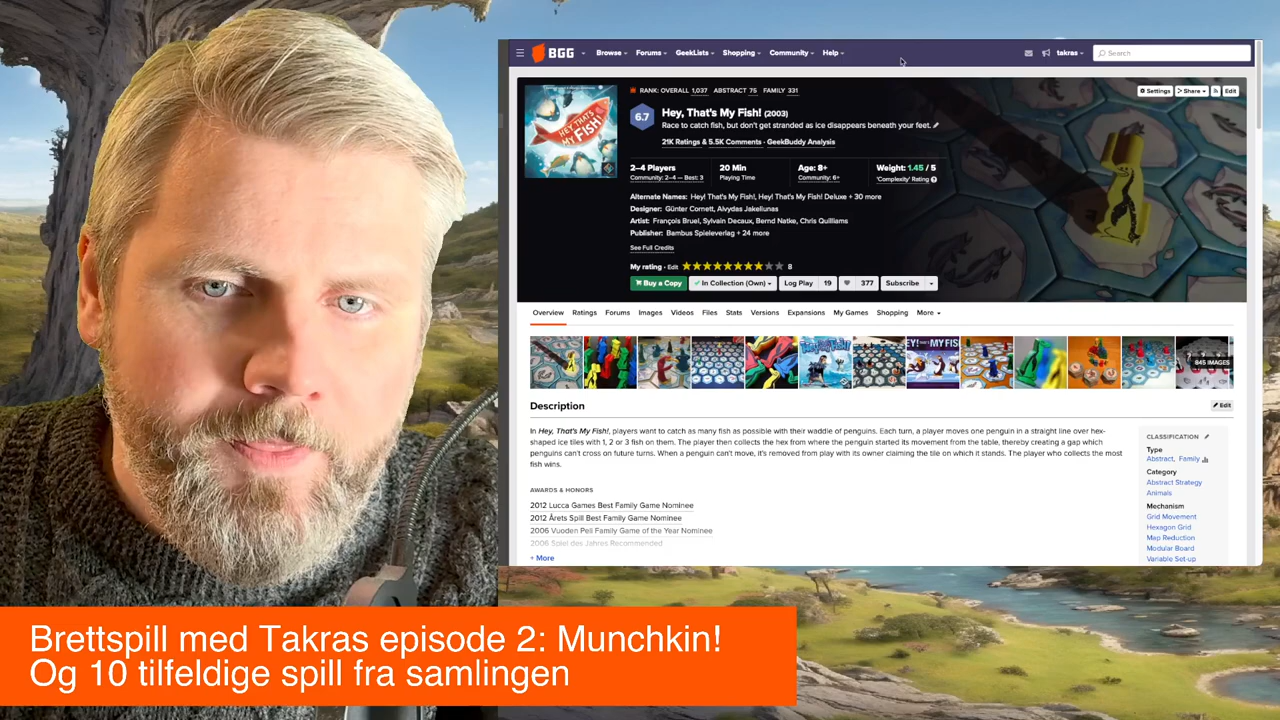 BGG
Browse Forums GeekLists Shopping Community Help
takras
Search
RANK: OVERALL 1,037 ABSTRACT 75 FAMILY 331
Settings Share Edit
HEY, THAT'S MY FISH!
6.7
Hey, That's My Fish! (2003)
Race to catch fish, but don't get stranded as ice disappears beneath your feet.
21K Ratings & 5.5K Comments · GeekBuddy Analysis
2–4 Players 20 Min Age: 8+ Weight: 1.45 / 5
Community: 2–4 — Best: 3 Playing Time Community: 6+ 'Complexity' Rating
Alternate Names: Hey! That's My Fish!, Hey! That's My Fish! Deluxe + 30 more
Designer: Günter Cornett, Alvydas Jakeliunas
Artist: François Bruel, Sylvain Decaux, Bernd Natke, Chris Quilliams
Publisher: Bambus Spieleverlag + 24 more
See Full Credits
My rating · Edit 8
Buy a Copy In Collection (Own) Log Play 19 377 Subscribe
Overview Ratings Forums Images Videos Files Stats Versions Expansions My Games Shopping More
845 IMAGES
Description
Edit
In Hey, That's My Fish!, players want to catch as many fish as possible with their waddle of penguins. Each turn, a player moves one penguin in a straight line over hex-
shaped ice tiles with 1, 2 or 3 fish on them. The player then collects the hex from where the penguin started its movement from the table, thereby creating a gap which
penguins can't cross on future turns. When a penguin can't move, it's removed from play with its owner claiming the tile on which it stands. The player who collects the most
fish wins.
AWARDS & HONORS
2012 Lucca Games Best Family Game Nominee
2012 Årets Spill Best Family Game Nominee
2006 Vuoden Peli Family Game of the Year Nominee
2006 Spiel des Jahres Recommended
+ More
CLASSIFICATION
Type
Abstract, Family
Category
Abstract Strategy
Animals
Mechanism
Grid Movement
Hexagon Grid
Map Reduction
Modular Board
Variable Set-up
Brettspill med Takras episode 2: Munchkin!
Og 10 tilfeldige spill fra samlingen